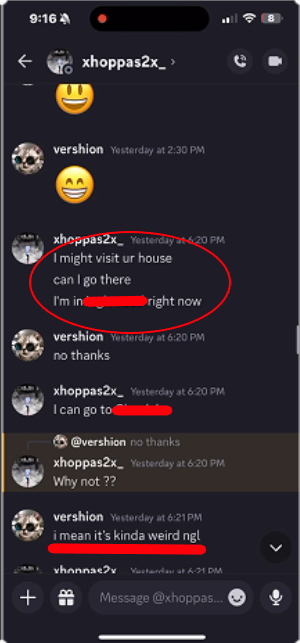 9:16
8
xhoppas2x_
vershion Yesterday at 2:30 PM
xhoppas2x_ Yesterday at 6:20 PM
I might visit ur house
can I go there
I'm in right now
vershion Yesterday at 6:20 PM
no thanks
xhoppas2x_ Yesterday at 6:20 PM
I can go to
@vershion no thanks
xhoppas2x_ Yesterday at 6:20 PM
Why not ??
vershion Yesterday at 6:21 PM
i mean it's kinda weird ngl
xhoppas2x_ Yesterday at 6:21 PM
Message @xhoppas...